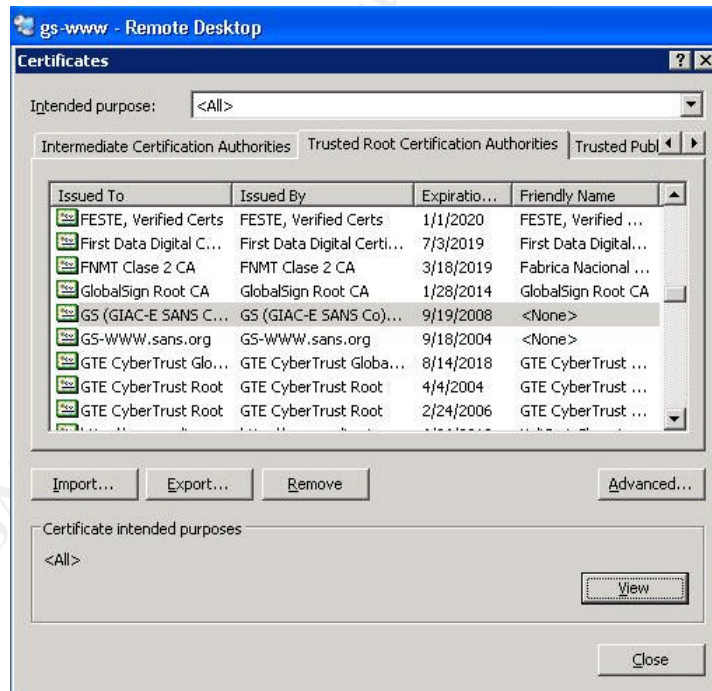 gs-www - Remote Desktop
Certificates
Intended purpose: <All>
Intermediate Certification Authorities Trusted Root Certification Authorities Trusted Publ
Issued To Issued By Expiratio... Friendly Name
FESTE, Verified Certs FESTE, Verified Certs 1/1/2020 FESTE, Verified ...
First Data Digital C... First Data Digital Certi... 7/3/2019 First Data Digital...
FNMT Clase 2 CA FNMT Clase 2 CA 3/18/2019 Fabrica Nacional ...
GlobalSign Root CA GlobalSign Root CA 1/28/2014 GlobalSign Root CA
GS (GIAC-E SANS C... GS (GIAC-E SANS Co)... 9/19/2008 <None>
GS-WWW.sans.org GS-WWW.sans.org 9/18/2004 <None>
GTE CyberTrust Glo... GTE CyberTrust Globa... 8/14/2018 GTE CyberTrust ...
GTE CyberTrust Root GTE CyberTrust Root 4/4/2004 GTE CyberTrust ...
GTE CyberTrust Root GTE CyberTrust Root 2/24/2006 GTE CyberTrust ...
Import... Export... Remove Advanced...
Certificate intended purposes
<All>
View
Close